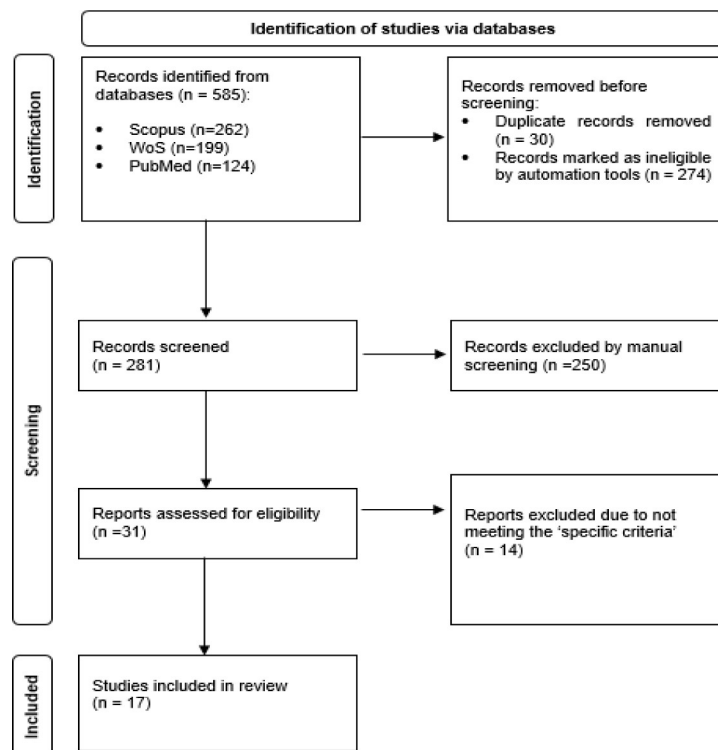 Identification of studies via databases
Identification
Records identified from
databases (n = 585):
• Scopus (n=262)
• WoS (n=199)
• PubMed (n=124)
Records removed before
screening:
• Duplicate records removed
(n = 30)
• Records marked as ineligible
by automation tools (n = 274)
Screening
Records screened
(n = 281)
Records excluded by manual
screening (n =250)
Reports assessed for eligibility
(n =31)
Reports excluded due to not
meeting the ‘specific criteria’
(n = 14)
Included
Studies included in review
(n = 17)